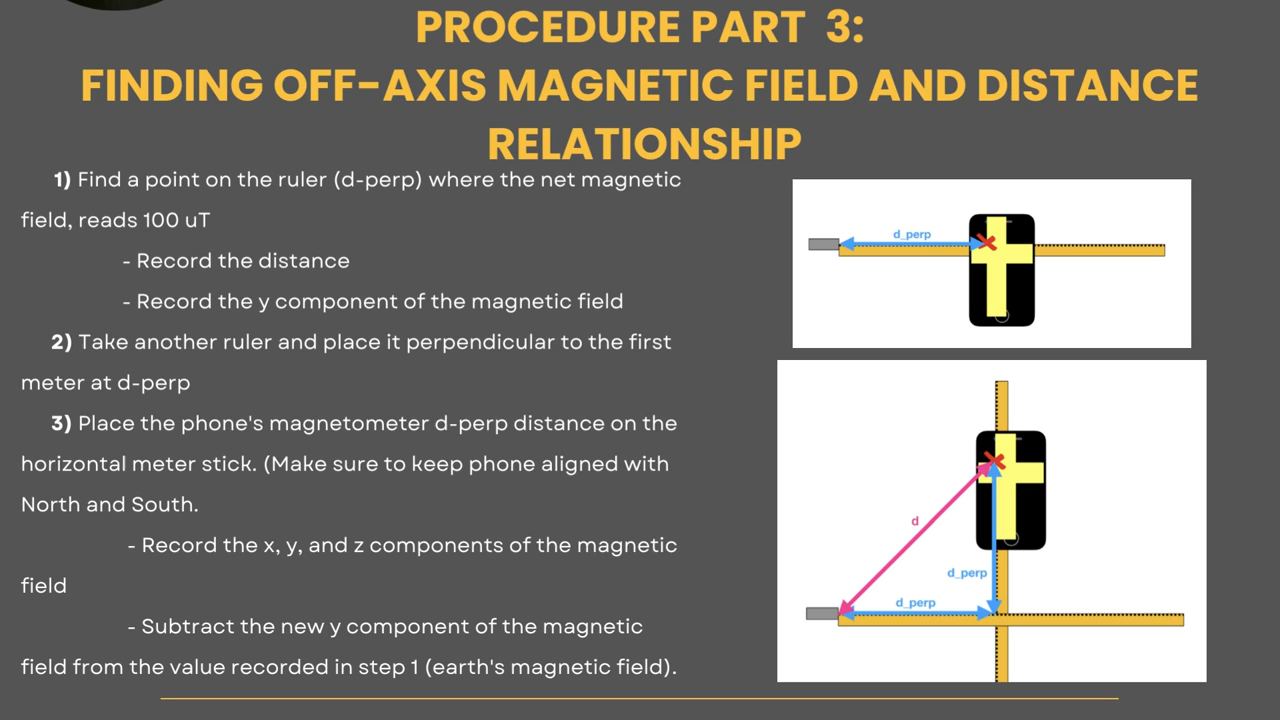 PROCEDURE PART 3:
FINDING OFF-AXIS MAGNETIC FIELD AND DISTANCE
RELATIONSHIP
1) Find a point on the ruler (d-perp) where the net magnetic
field, reads 100 uT
- Record the distance
- Record the y component of the magnetic field
2) Take another ruler and place it perpendicular to the first
meter at d-perp
3) Place the phone's magnetometer d-perp distance on the
horizontal meter stick. (Make sure to keep phone aligned with
North and South.
- Record the x, y, and z components of the magnetic
field
- Subtract the new y component of the magnetic
field from the value recorded in step 1 (earth's magnetic field).
d_perp
d
d_perp
d_perp